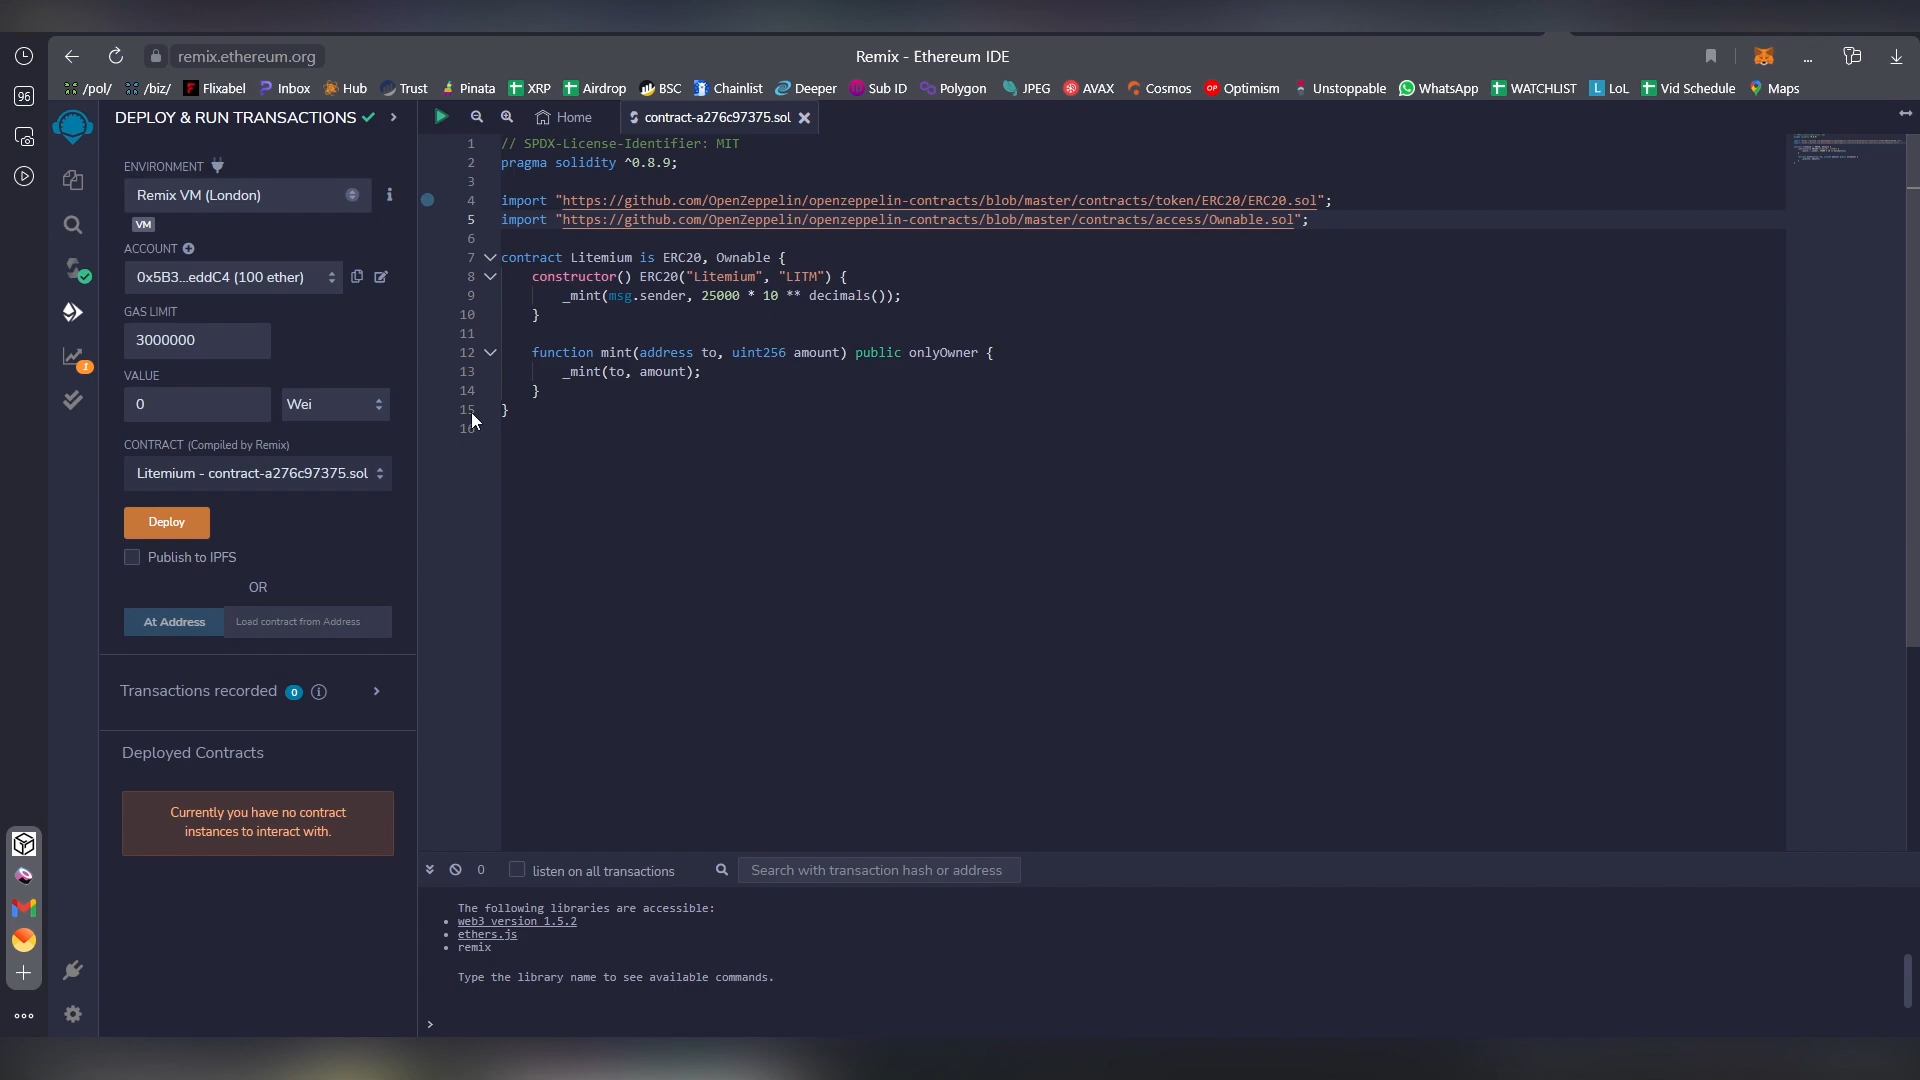 remix.ethereum.org
Remix - Ethereum IDE
96
/pol/ /biz/ Flixabel Inbox Hub Trust Pinata XRP Airdrop BSC Chainlist Deeper Sub ID Polygon JPEG AVAX Cosmos Optimism Unstoppable WhatsApp WATCHLIST LoL Vid Schedule Maps
DEPLOY & RUN TRANSACTIONS
Home
contract-a276c97375.sol
ENVIRONMENT
Remix VM (London)
VM
ACCOUNT
0x5B3...eddC4 (100 ether)
GAS LIMIT
3000000
VALUE
0
Wei
CONTRACT (Compiled by Remix)
Litemium - contract-a276c97375.sol
Deploy
Publish to IPFS
OR
At Address
Load contract from Address
Transactions recorded 0
Deployed Contracts
Currently you have no contract
instances to interact with.
1
1 // SPDX-License-Identifier: MIT
2 pragma solidity ^0.8.9;
3
4 import "https://github.com/OpenZeppelin/openzeppelin-contracts/blob/master/contracts/token/ERC20/ERC20.sol";
5 import "https://github.com/OpenZeppelin/openzeppelin-contracts/blob/master/contracts/access/Ownable.sol";
6
7 contract Litemium is ERC20, Ownable {
8 constructor() ERC20("Litemium", "LITM") {
9 _mint(msg.sender, 25000 * 10 ** decimals());
10 }
11
12 function mint(address to, uint256 amount) public onlyOwner {
13 _mint(to, amount);
14 }
15 }
16
0
listen on all transactions
Search with transaction hash or address
The following libraries are accessible:
• web3 version 1.5.2
• ethers.js
• remix
Type the library name to see available commands.
>